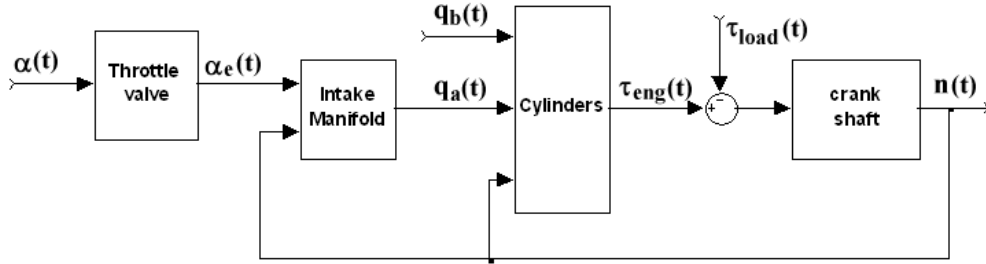 α(t)
Throttle
valve
αe(t)
Intake
Manifold
qb(t)
qa(t)
Cylinders
τeng(t)
τload(t)
+
−
crank
shaft
n(t)